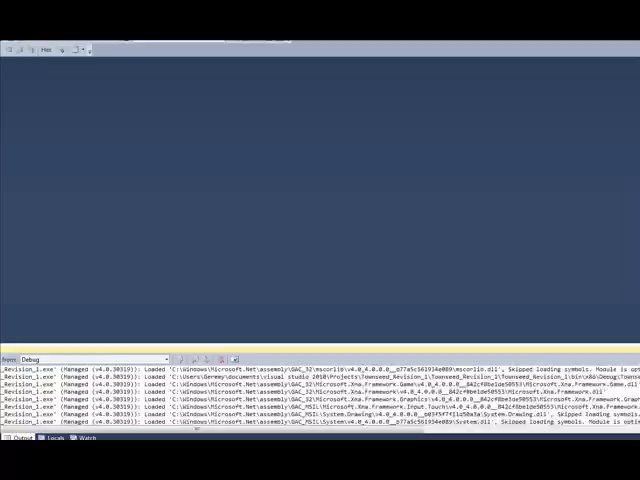 Hex
from: Debug
_Revision_1.exe' (Managed (v4.0.30319)): Loaded 'C:\Windows\Microsoft.Net\assembly\GAC_32\mscorlib\v4.0_4.0.0.0__b77a5c561934e089\mscorlib.dll', Skipped loading symbols. Module is optim
_Revision_1.exe' (Managed (v4.0.30319)): Loaded 'C:\Users\Geremy\documents\visual studio 2010\Projects\Townseed_Revision_1\Townseed_Revision_1\Townseed_Revision_1\bin\x86\Debug\Townse
_Revision_1.exe' (Managed (v4.0.30319)): Loaded 'C:\Windows\Microsoft.Net\assembly\GAC_32\Microsoft.Xna.Framework.Game\v4.0_4.0.0.0__842cf8be1de50553\Microsoft.Xna.Framework.Game.dll'
_Revision_1.exe' (Managed (v4.0.30319)): Loaded 'C:\Windows\Microsoft.Net\assembly\GAC_32\Microsoft.Xna.Framework\v4.0_4.0.0.0__842cf8be1de50553\Microsoft.Xna.Framework.dll'
_Revision_1.exe' (Managed (v4.0.30319)): Loaded 'C:\Windows\Microsoft.Net\assembly\GAC_32\Microsoft.Xna.Framework.Graphics\v4.0_4.0.0.0__842cf8be1de50553\Microsoft.Xna.Framework.Graph
_Revision_1.exe' (Managed (v4.0.30319)): Loaded 'C:\Windows\Microsoft.Net\assembly\GAC_MSIL\Microsoft.Xna.Framework.Input.Touch\v4.0_4.0.0.0__842cf8be1de50553\Microsoft.Xna.Framework.
_Revision_1.exe' (Managed (v4.0.30319)): Loaded 'C:\Windows\Microsoft.Net\assembly\GAC_MSIL\System.Drawing\v4.0_4.0.0.0__b03f5f7f11d50a3a\System.Drawing.dll', Skipped loading symbols.
_Revision_1.exe' (Managed (v4.0.30319)): Loaded 'C:\Windows\Microsoft.Net\assembly\GAC_MSIL\System\v4.0_4.0.0.0__b77a5c561934e089\System.dll', Skipped loading symbols. Module is optim
Output Locals Watch